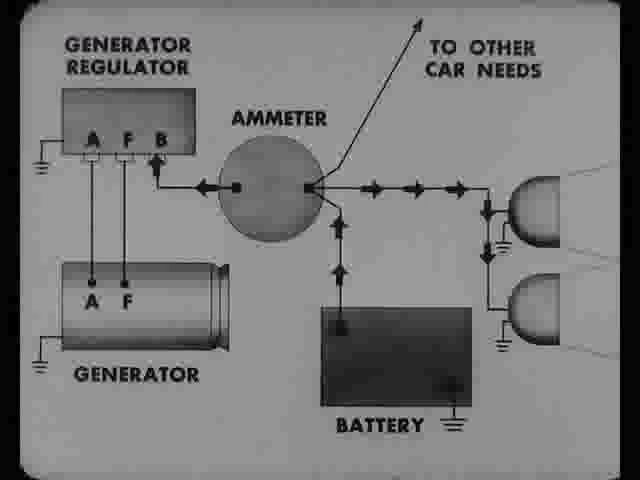 GENERATOR
REGULATOR
TO OTHER
CAR NEEDS
AMMETER
A F B
A F
GENERATOR
BATTERY